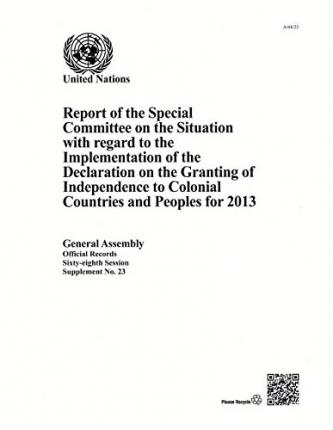 A/68/23
United Nations
Report of the Special
Committee on the Situation
with regard to the
Implementation of the
Declaration on the Granting of
Independence to Colonial
Countries and Peoples for 2013
General Assembly
Official Records
Sixty-eighth Session
Supplement No. 23
Please Recycle